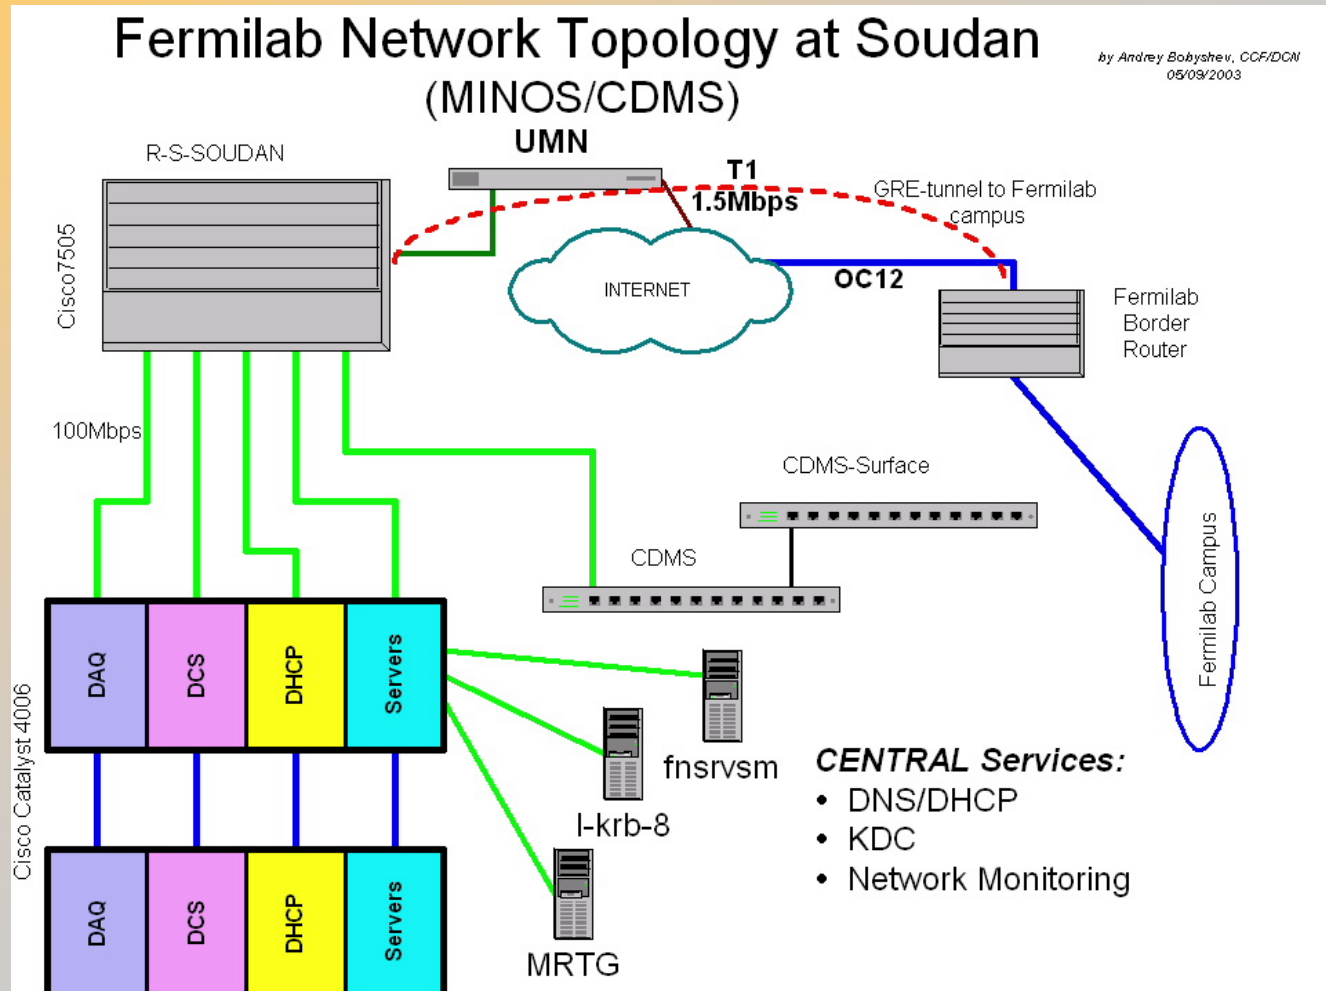 Fermilab Network Topology at Soudan
(MINOS/CDMS)
by Andrey Bobyshev, CCF/DCN
05/09/2003
UMN
R-S-SOUDAN
T1
1.5Mbps
GRE-tunnel to Fermilab
campus
Cisco7505
INTERNET
OC12
Fermilab
Border
Router
100Mbps
CDMS-Surface
CDMS
Fermilab Campus
Cisco Catalyst 4006
DAQ
DCS
DHCP
Servers
fnsrvsm
l-krb-8
MRTG
CENTRAL Services:
• DNS/DHCP
• KDC
• Network Monitoring
DAQ
DCS
DHCP
Servers